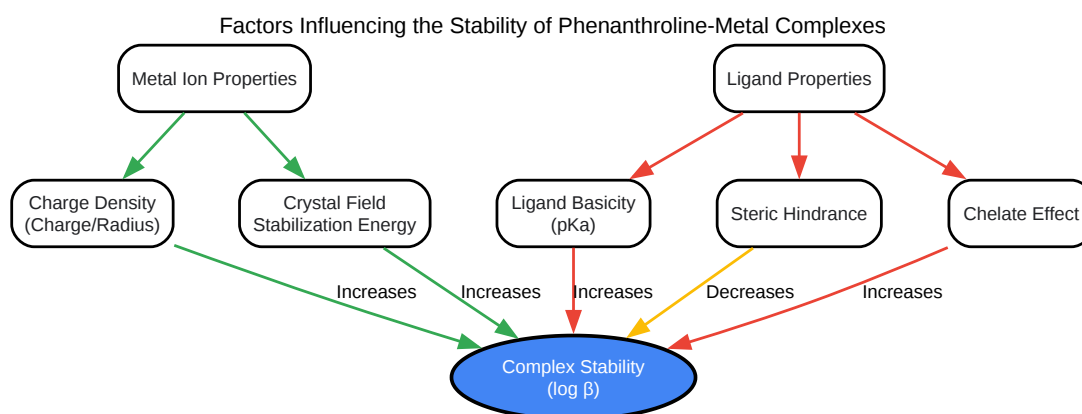 Factors Influencing the Stability of Phenanthroline-Metal Complexes
Metal Ion Properties
Ligand Properties
Charge Density
(Charge/Radius)
Crystal Field
Stabilization Energy
Ligand Basicity
(pKa)
Steric Hindrance
Chelate Effect
Increases
Increases
Increases
Decreases
Increases
Complex Stability
(log β)